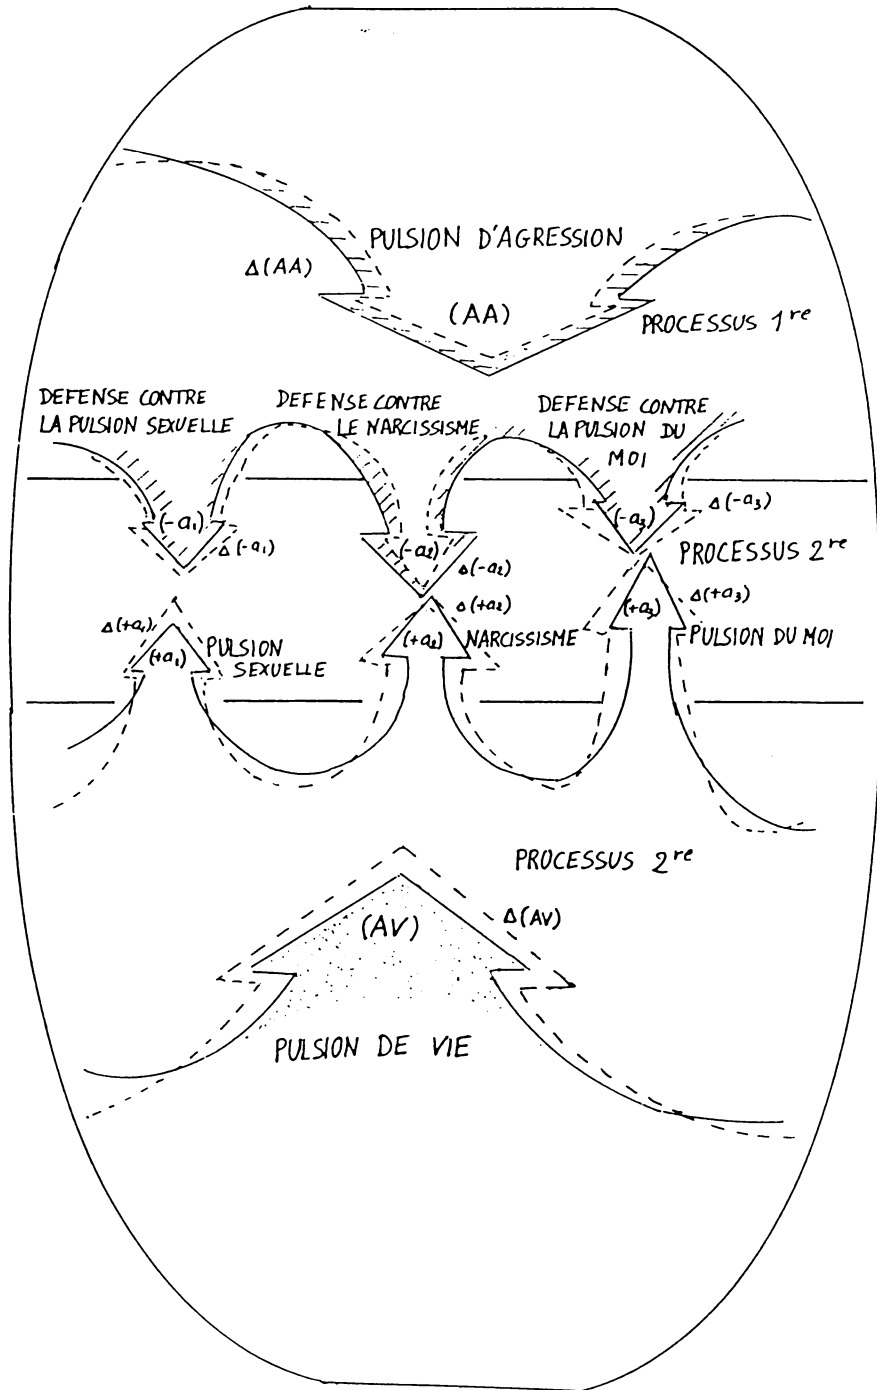 PULSION D'AGRESSION
Δ(AA)
(AA)
PROCESSUS 1re
DEFENSE CONTRE
LA PULSION SEXUELLE
DEFENSE CONTRE
LE NARCISSISME
DEFENSE CONTRE
LA PULSION DU
MOI
(-a1)
Δ(-a1)
(-a2)
Δ(-a2)
(-a3)
Δ(-a3)
PROCESSUS 2re
Δ(+a1)
(+a1)
PULSION
SEXUELLE
Δ(+a2)
(+a2)
NARCISSISME
Δ(+a3)
(+a3)
PULSION DU MOI
PROCESSUS 2re
(AV)
Δ(AV)
PULSION DE VIE